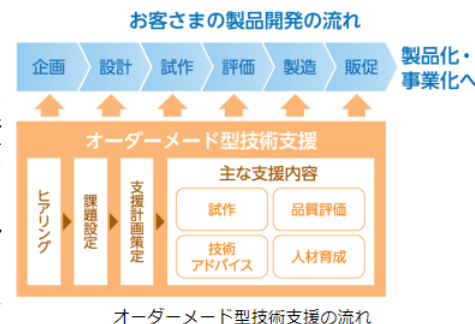 お客さまの製品開発の流れ
企画
設計
試作
評価
製造
販促
製品化・
事業化へ
オーダーメード型技術支援
ヒアリング
課題設定
支援計画策定
主な支援内容
試作
品質評価
技術
アドバイス
人材育成
オーダーメード型技術支援の流れ